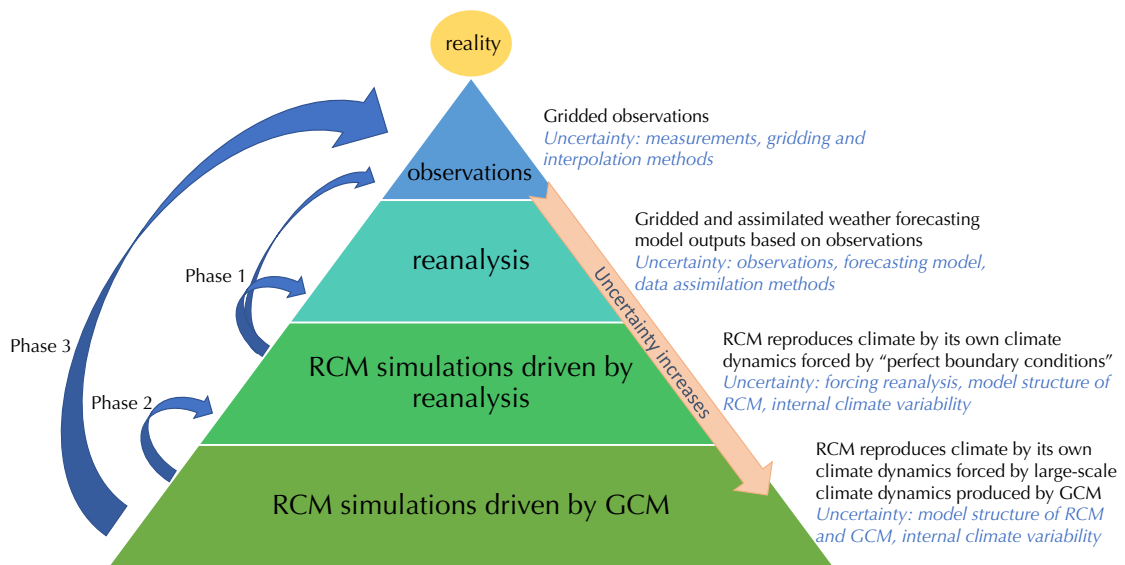 reality
Gridded observations
Uncertainty: measurements, gridding and
interpolation methods
observations
Gridded and assimilated weather forecasting
model outputs based on observations
Uncertainty: observations, forecasting model,
data assimilation methods
reanalysis
Phase 1
Uncertainty increases
Phase 3
RCM reproduces climate by its own climate
dynamics forced by “perfect boundary conditions”
Uncertainty: forcing reanalysis, model structure of
RCM, internal climate variability
RCM simulations driven by
reanalysis
Phase 2
RCM reproduces climate by its own
climate dynamics forced by large-scale
climate dynamics produced by GCM
Uncertainty: model structure of RCM
and GCM, internal climate variability
RCM simulations driven by GCM